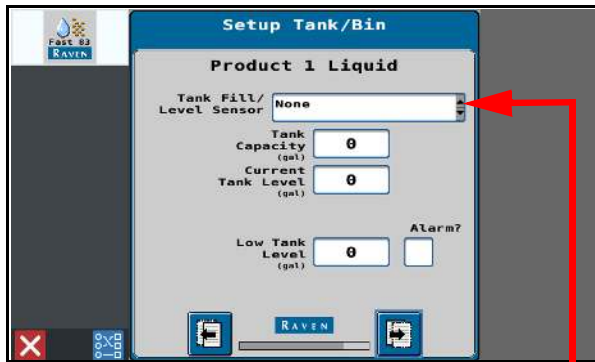 Fast 83
RAVEN
Setup Tank/Bin
Product 1 Liquid
Tank Fill/
Level Sensor
None
Tank
Capacity
(gal)
0
Current
Tank Level
(gal)
0
Alarm?
Low Tank
Level
(gal)
0
RAVEN